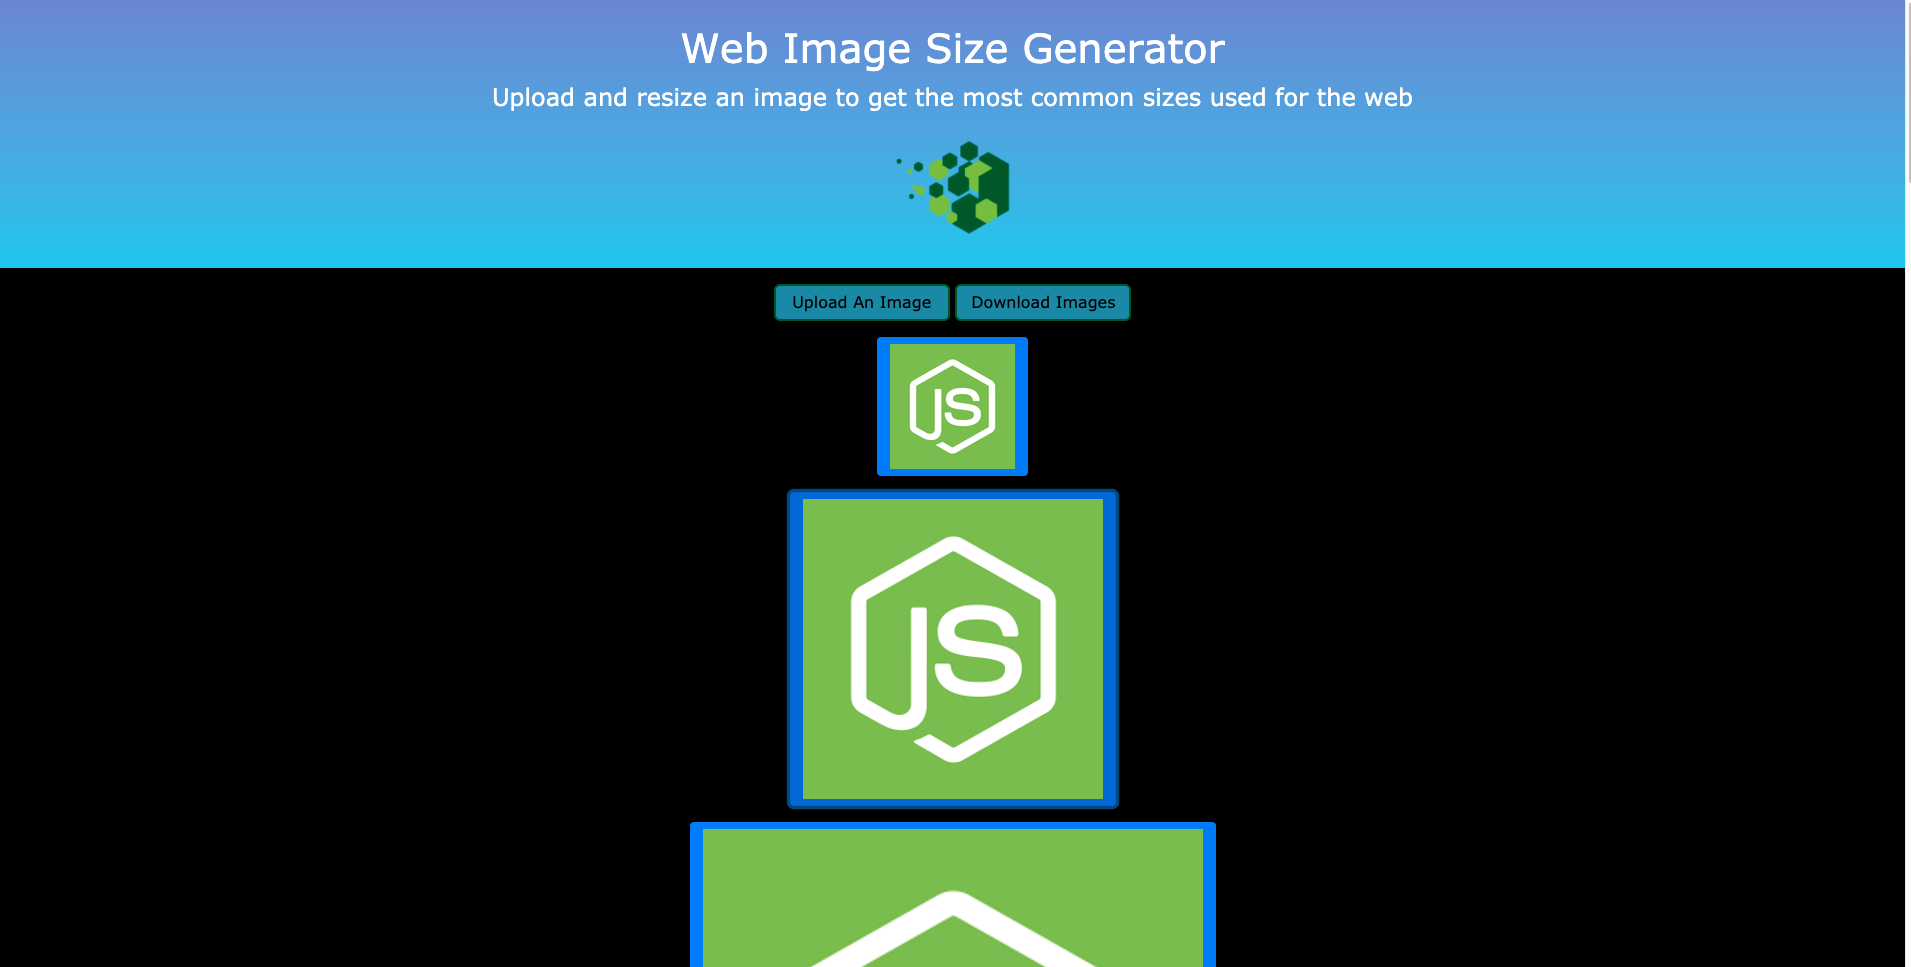 Web Image Size Generator
Upload and resize an image to get the most common sizes used for the web
Upload An Image Download Images
JS
JS